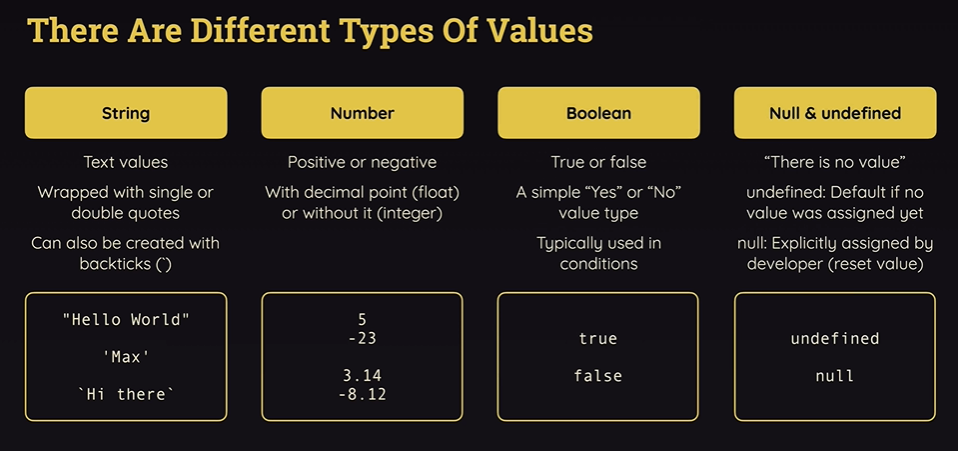 There Are Different Types Of Values
String
Text values
Wrapped with single or
double quotes
Can also be created with
backticks (`)
"Hello World"
'Max'
`Hi there`
Number
Positive or negative
With decimal point (float)
or without it (integer)
5
-23
3.14
-8.12
Boolean
True or false
A simple “Yes” or “No”
value type
Typically used in
conditions
true
false
Null & undefined
“There is no value”
undefined: Default if no
value was assigned yet
null: Explicitly assigned by
developer (reset value)
undefined
null